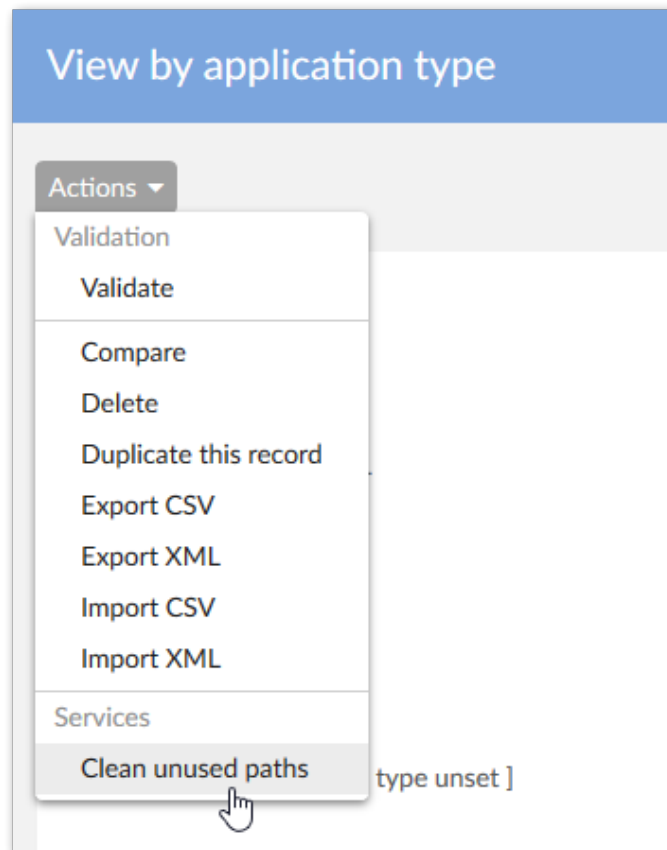 View by application type
Actions
Validation
Validate
Compare
Delete
Duplicate this record
Export CSV
Export XML
Import CSV
Import XML
Services
Clean unused paths
type unset ]